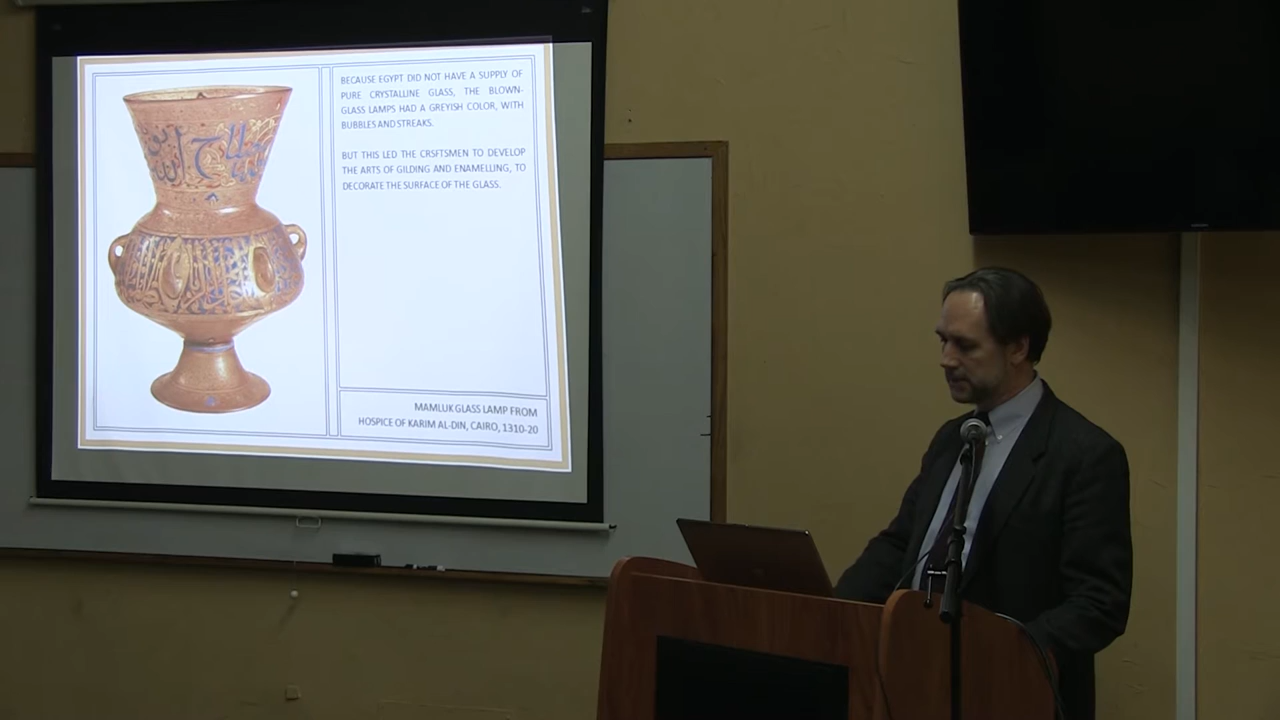 BECAUSE EGYPT DID NOT HAVE A SUPPLY OF
PURE CRYSTALLINE GLASS, THE BLOWN-
GLASS LAMPS HAD A GREYISH COLOR, WITH
BUBBLES AND STREAKS.
BUT THIS LED THE CRSFTSMEN TO DEVELOP
THE ARTS OF GILDING AND ENAMELLING, TO
DECORATE THE SURFACE OF THE GLASS.
MAMLUK GLASS LAMP FROM
HOSPICE OF KARIM AL-DIN, CAIRO, 1310-20